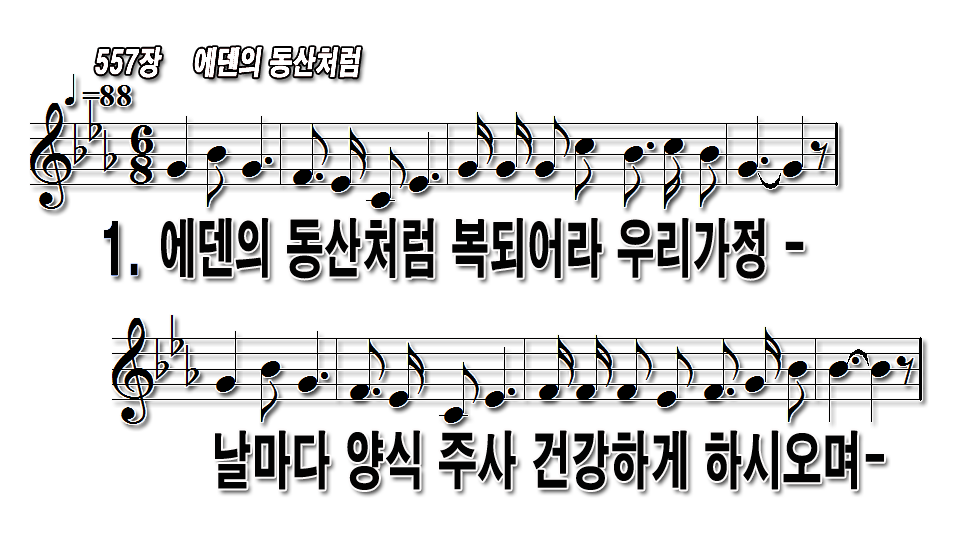 557장 에덴의 동산처럼
♩=88
6
8
1. 에덴의 동산처럼 복되어라 우리가정 -
날마다 양식 주사 건강하게 하시오며-